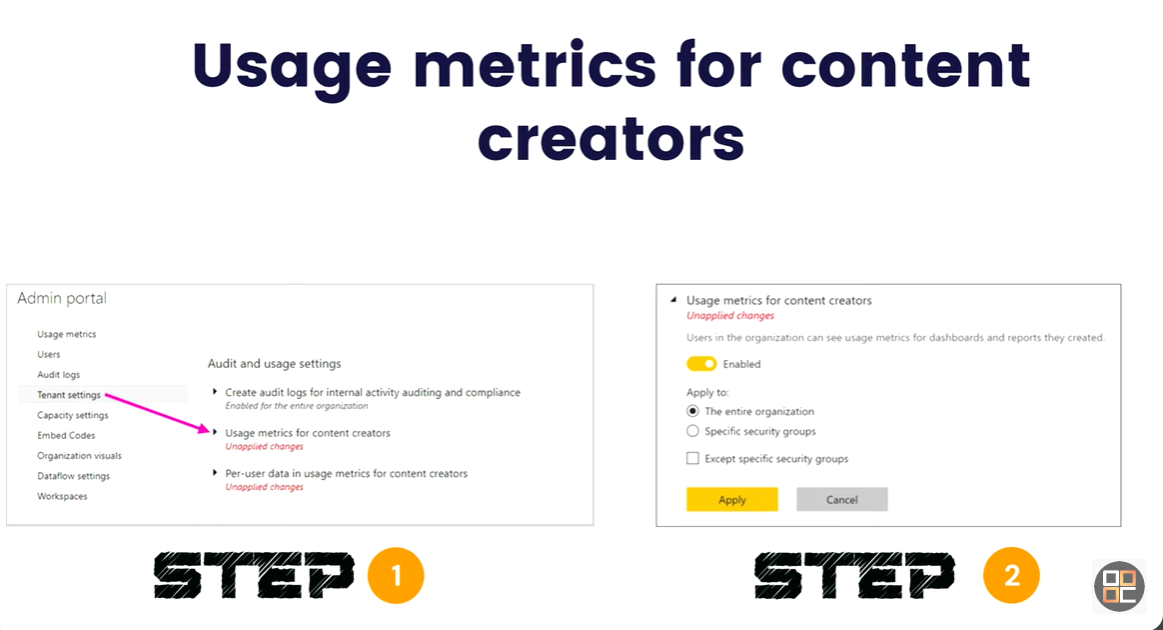 Usage metrics for content
creators
Admin portal
Usage metrics
Users
Audit logs
Tenant settings
Capacity settings
Embed Codes
Organization visuals
Dataflow settings
Workspaces
Audit and usage settings
Create audit logs for internal activity auditing and compliance
Enabled for the entire organization
Usage metrics for content creators
Unapplied changes
Per-user data in usage metrics for content creators
Unapplied changes
STEP 1
Usage metrics for content creators
Unapplied changes
Users in the organization can see usage metrics for dashboards and reports they created.
Enabled
Apply to:
The entire organization
Specific security groups
Except specific security groups
Apply Cancel
STEP 2